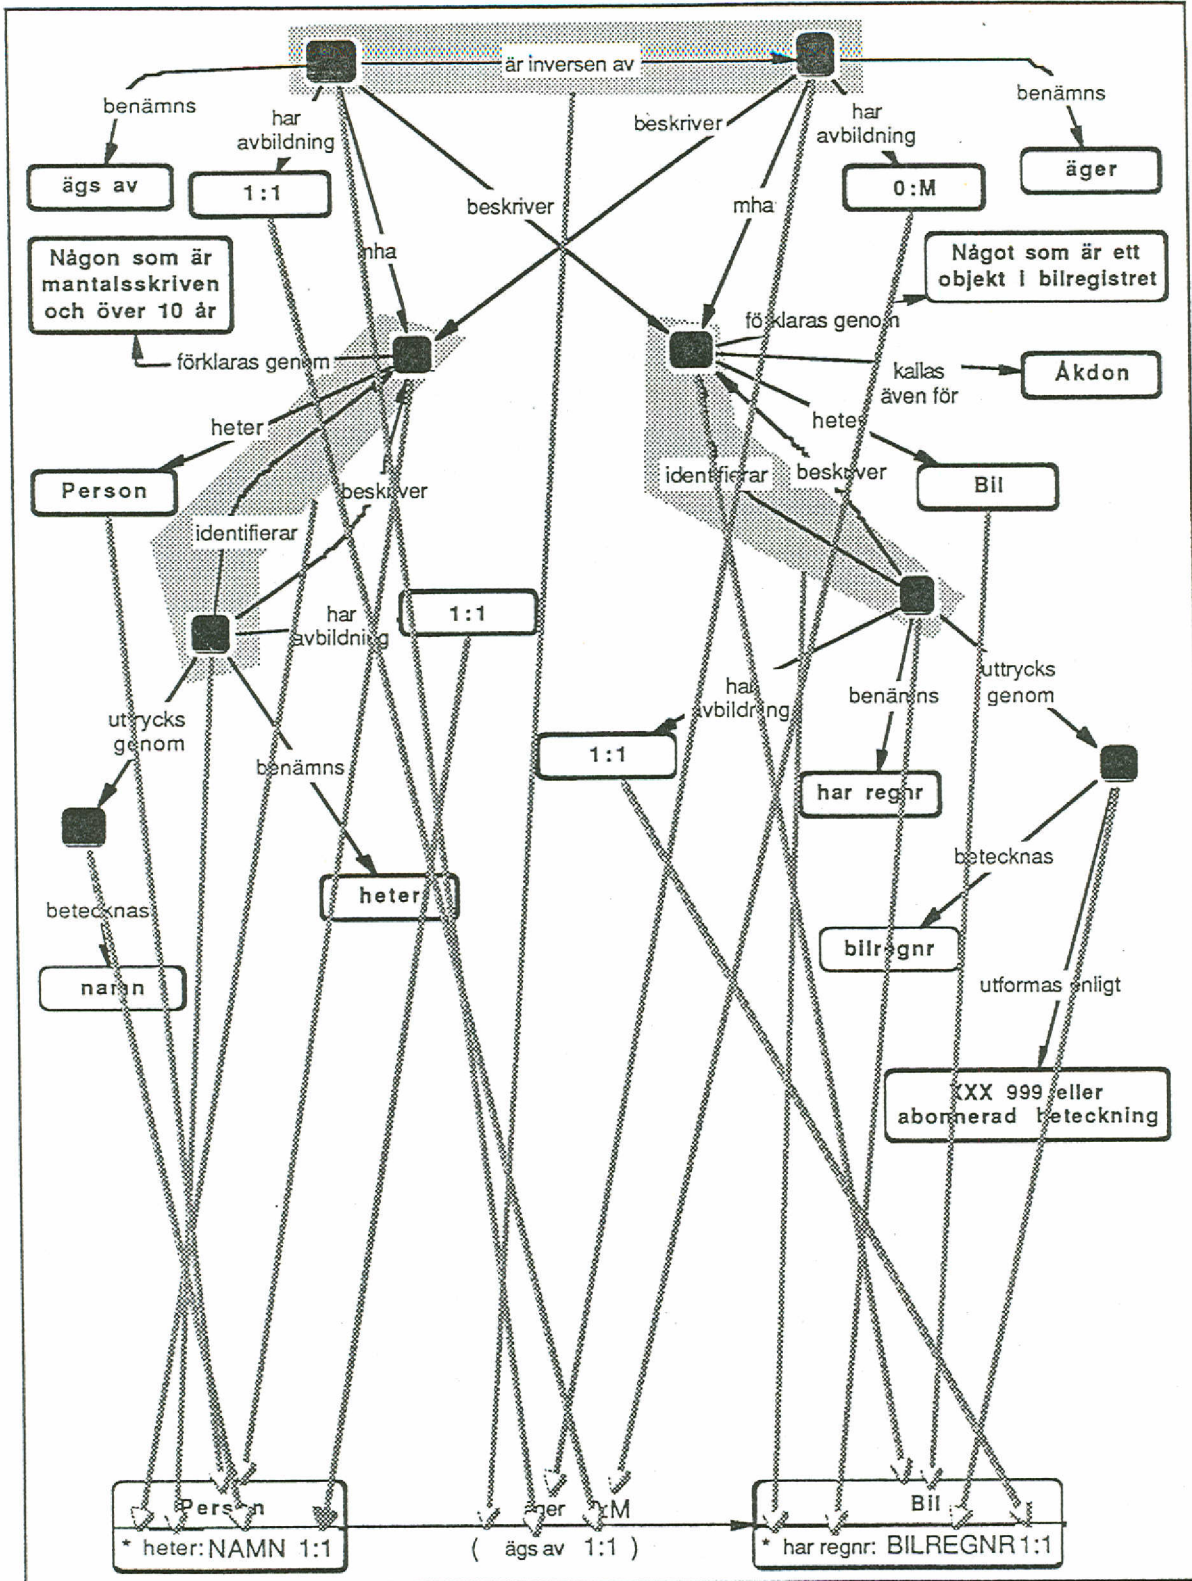 är inversen av
benämns
har
avbildning
beskriver
har
avbildning
benämns
ägs av
1:1
beskriver
mha
0:M
äger
mha
Någon som är
mantalsskriven
och över 10 år
Något som är ett
objekt i bilregistret
förklaras genom
förklaras genom
kallas
även för
Åkdon
heter
heter
Person
beskriver
identifierar
beskriver
Bil
identifierar
har
avbildning
1:1
uttrycks
genom
benämns
har
avbildning
benämns
uttrycks
genom
1:1
har regnr
betecknas
heter
betecknas
namn
bilregnr
utformas enligt
XXX 999 eller
abonnerad beteckning
Person
äger 0:M
Bil
* heter: NAMN 1:1
( ägs av 1:1 )
* har regnr: BILREGNR 1:1